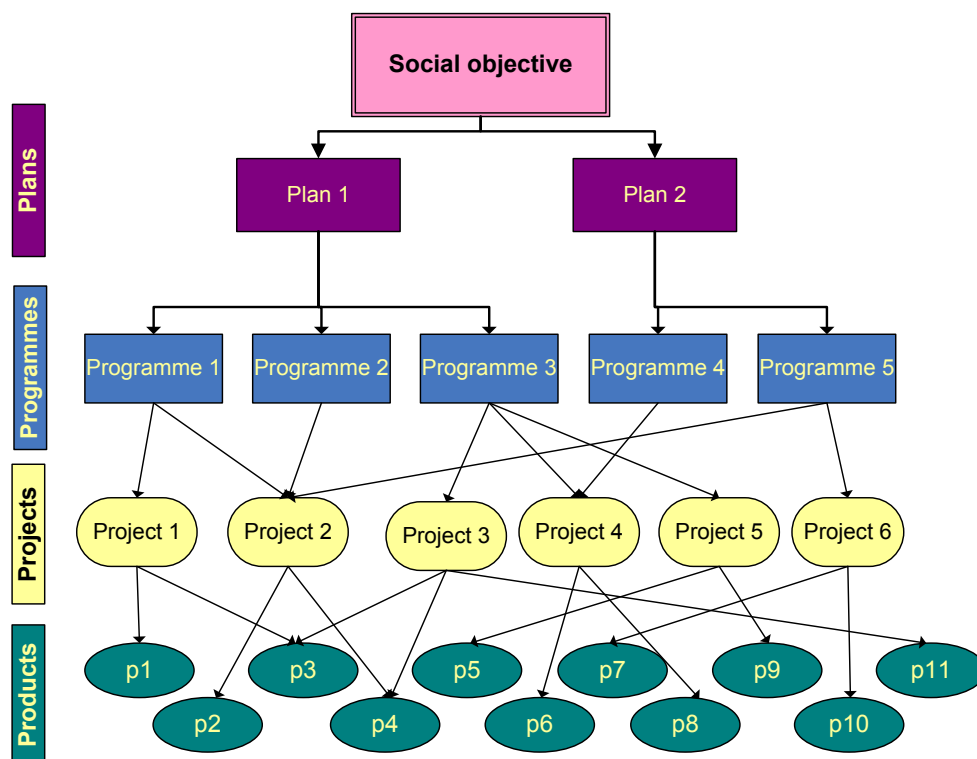 Social objective
Plans
Plan 1
Plan 2
Programmes
Programme 1
Programme 2
Programme 3
Programme 4
Programme 5
Projects
Project 1
Project 2
Project 3
Project 4
Project 5
Project 6
Products
p1
p3
p5
p7
p9
p11
p2
p4
p6
p8
p10